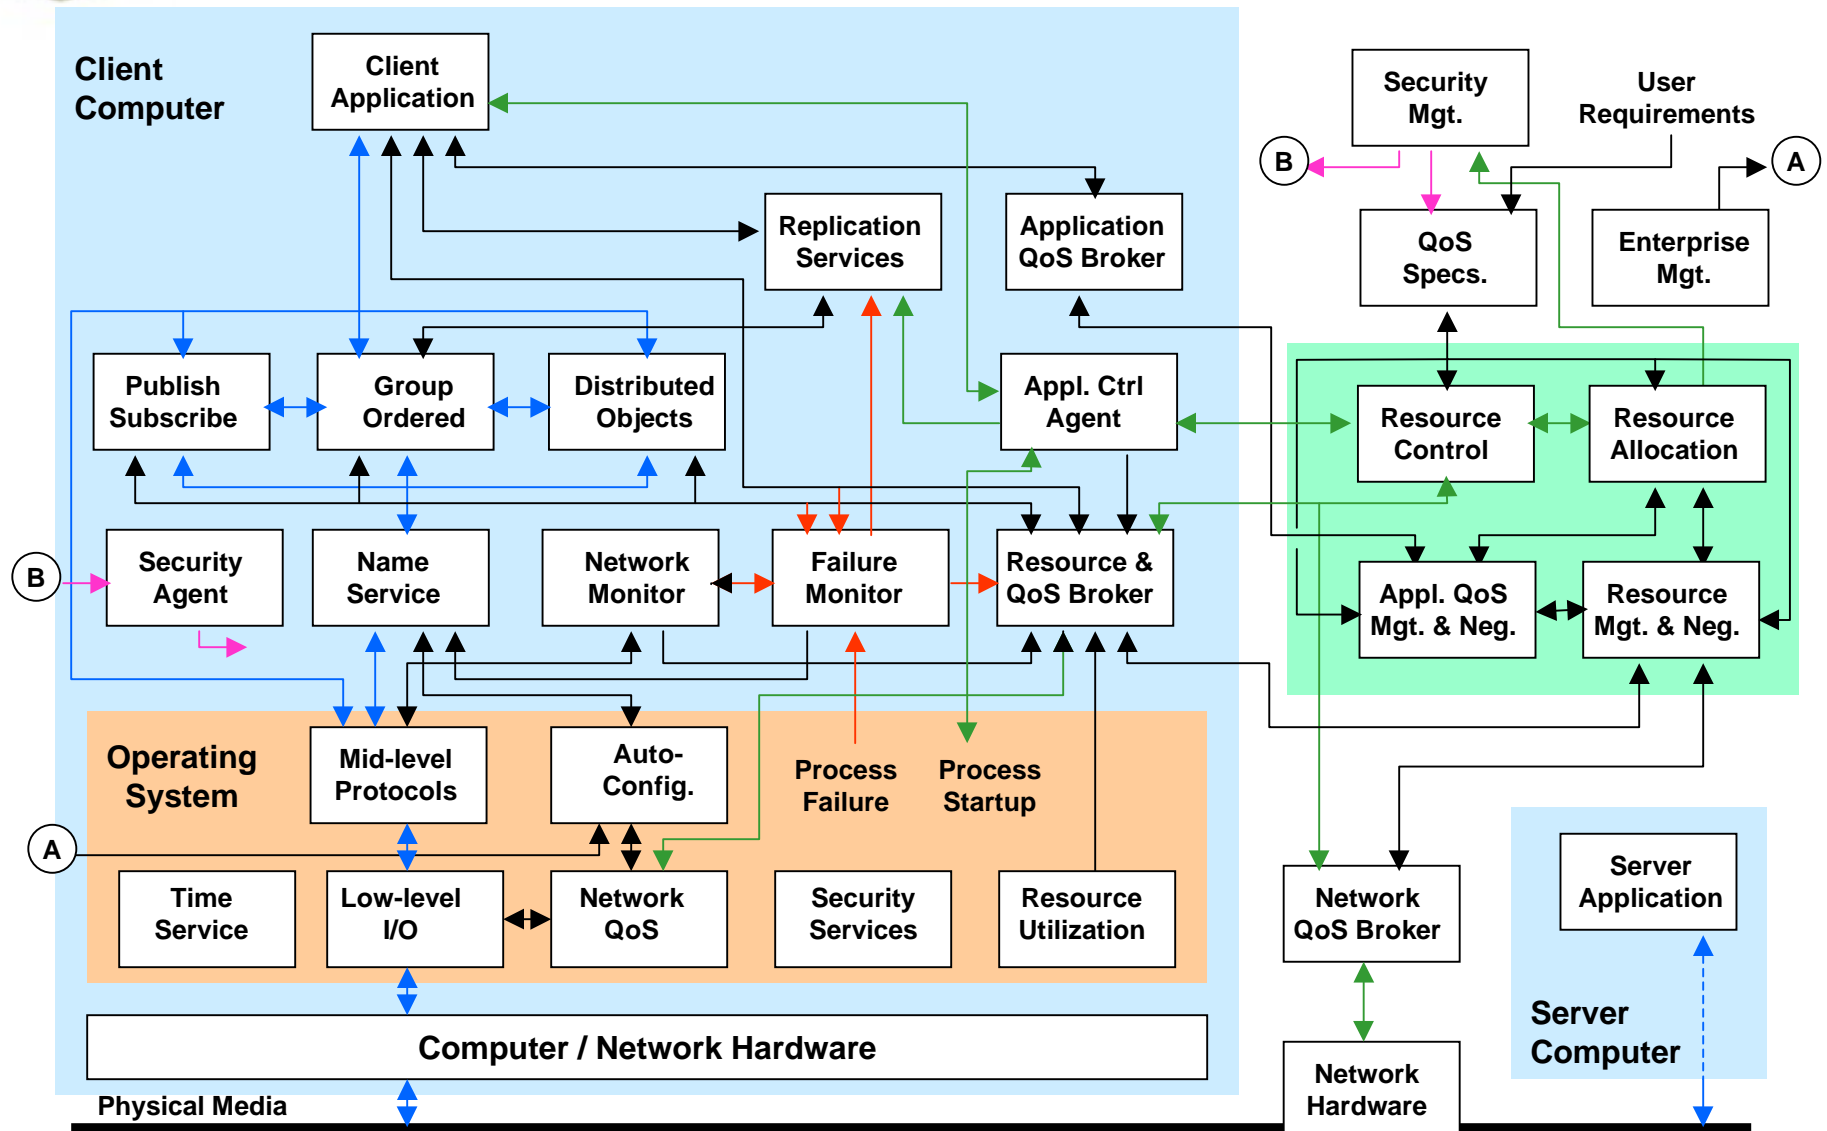 Client
Computer
Client
Application
Security
Mgt.
User
Requirements
B
A
Replication
Services
Application
QoS Broker
QoS
Specs.
Enterprise
Mgt.
Publish
Subscribe
Group
Ordered
Distributed
Objects
Appl. Ctrl
Agent
Resource
Control
Resource
Allocation
B
Security
Agent
Name
Service
Network
Monitor
Failure
Monitor
Resource &
QoS Broker
Appl. QoS
Mgt. & Neg.
Resource
Mgt. & Neg.
Operating
System
Mid-level
Protocols
Auto-
Config.
Process
Failure
Process
Startup
A
Time
Service
Low-level
I/O
Network
QoS
Security
Services
Resource
Utilization
Network
QoS Broker
Server
Application
Server
Computer
Computer / Network Hardware
Network
Hardware
Physical Media